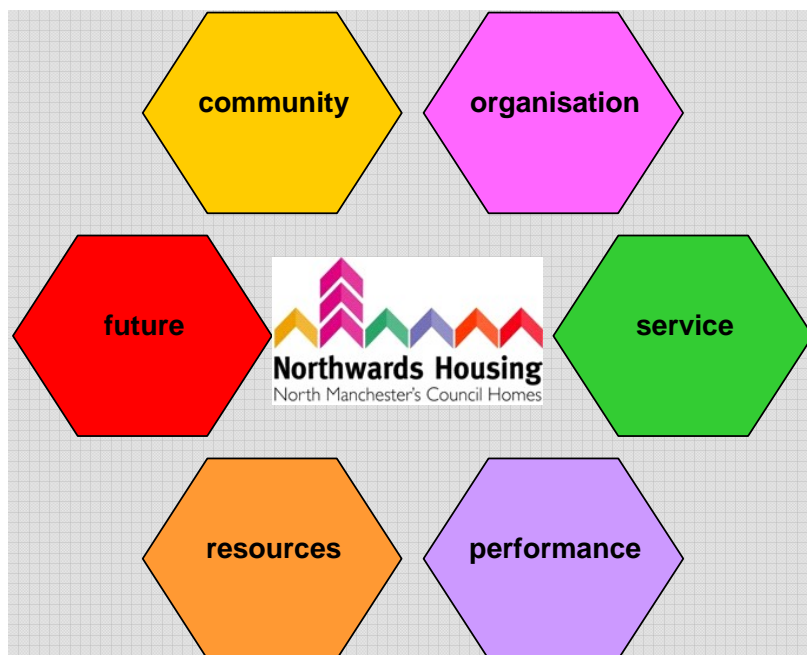 community
organisation
future
Northwards Housing
North Manchester's Council Homes
service
resources
performance